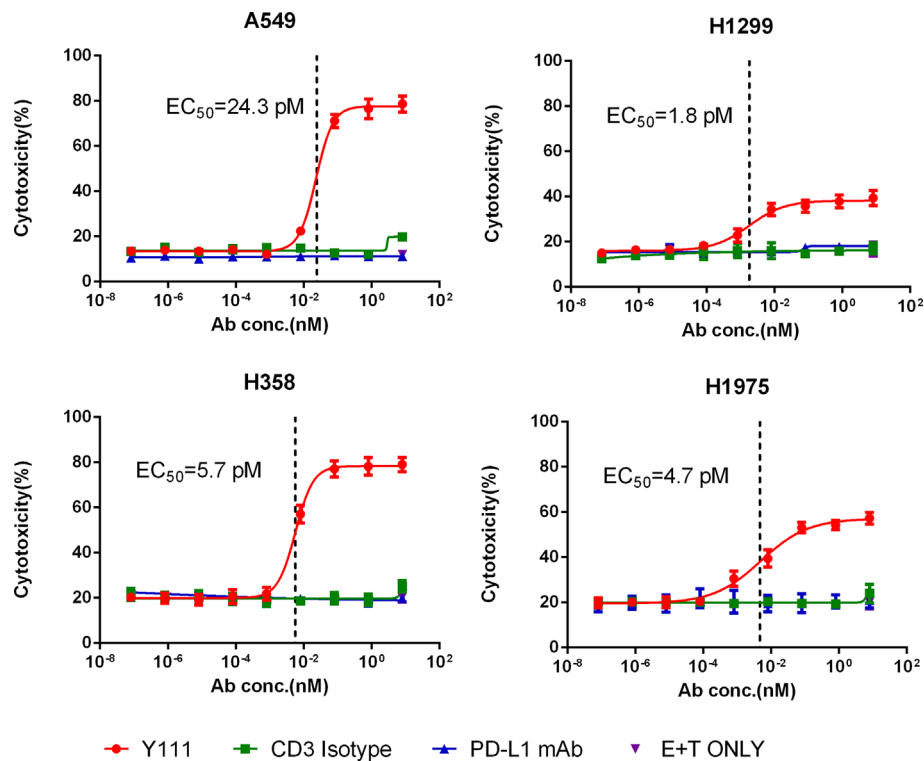 A549
Cytotoxicity(%)
100
80
60
40
20
0
EC50=24.3 pM
10-8 10-6 10-4 10-2 100 102
Ab conc.(nM)
H1299
Cytotoxicity(%)
100
80
60
40
20
0
EC50=1.8 pM
10-8 10-6 10-4 10-2 100 102
Ab conc.(nM)
H358
Cytotoxicity(%)
100
80
60
40
20
0
EC50=5.7 pM
10-8 10-6 10-4 10-2 100 102
Ab conc.(nM)
H1975
Cytotoxicity(%)
100
80
60
40
20
0
EC50=4.7 pM
10-8 10-6 10-4 10-2 100 102
Ab conc.(nM)
Y111 CD3 Isotype PD-L1 mAb E+T ONLY